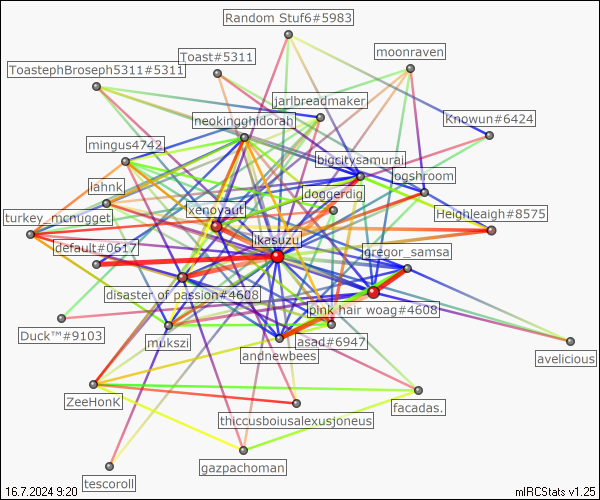 Random Stuf6#5983
moonraven
Toast#5311
ToastephBroseph5311#5311
jarlbreadmaker
neokingghidorah
Knowun#6424
mingus4742
bigcitysamurai
logshroom
lahnk
doggerdig
xenoyaut
turkey_mcnugget
Heighleigh#8575
ikasuzu
default#0617
gregor_samsa
disaster of passion#4608
pink hair woag#4608
Duck™#9103
mukszi
asad#6947
andnewbees
avelicious
ZeeHonK
facadas.
thiccusboiusalexusjoneus
gazpachoman
tescoroll
16.7.2024 9:20
mIRCStats v1.25